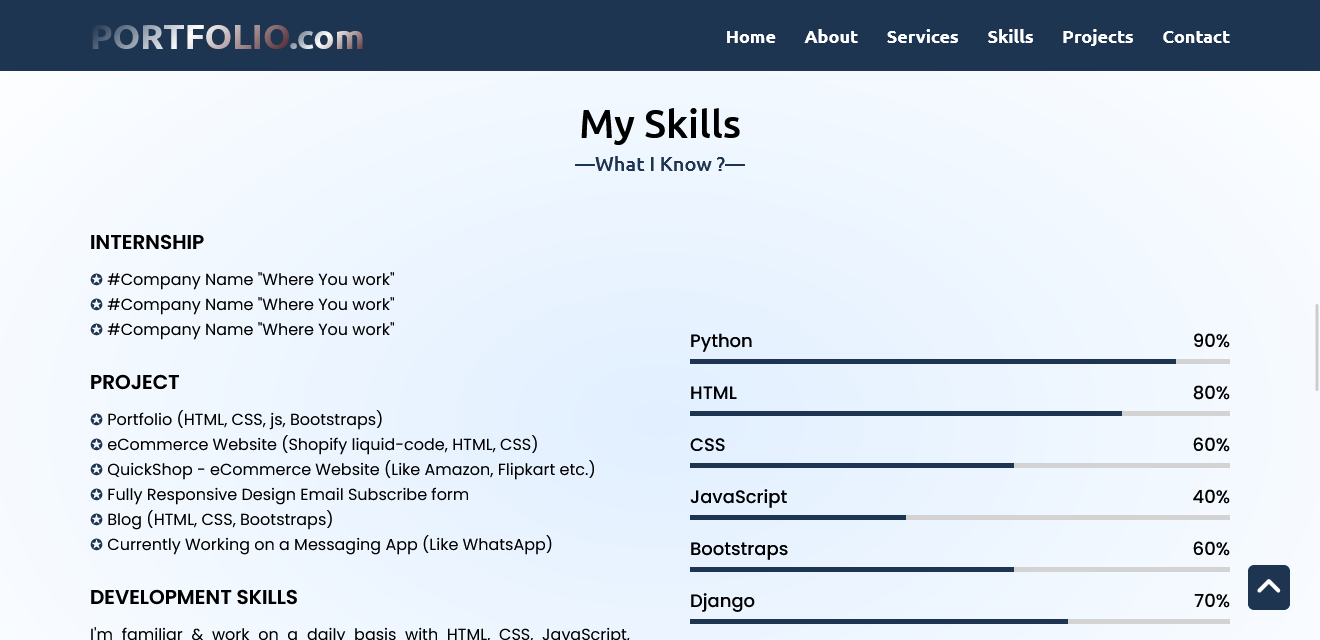 PORTFOLIO.com
Home About Services Skills Projects Contact
My Skills
—What I Know ?—
INTERNSHIP
✪ #Company Name "Where You work"
✪ #Company Name "Where You work"
✪ #Company Name "Where You work"
PROJECT
✪ Portfolio (HTML, CSS, js, Bootstraps)
✪ eCommerce Website (Shopify liquid-code, HTML, CSS)
✪ QuickShop - eCommerce Website (Like Amazon, Flipkart etc.)
✪ Fully Responsive Design Email Subscribe form
✪ Blog (HTML, CSS, Bootstraps)
✪ Currently Working on a Messaging App (Like WhatsApp)
DEVELOPMENT SKILLS
I'm familiar & work on a daily basis with HTML, CSS, JavaScript,
Python 90%
HTML 80%
CSS 60%
JavaScript 40%
Bootstraps 60%
Django 70%